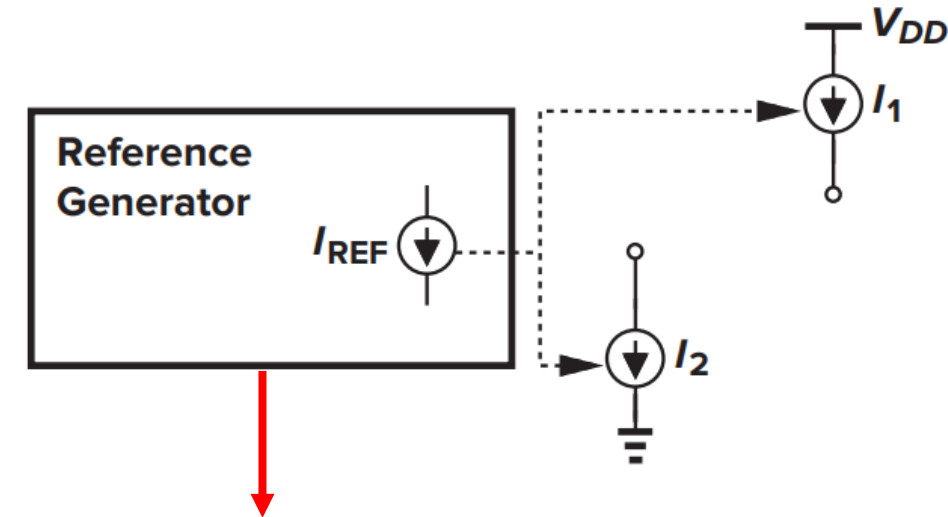 V_DD
I_1
Reference
Generator
I_REF
I_2